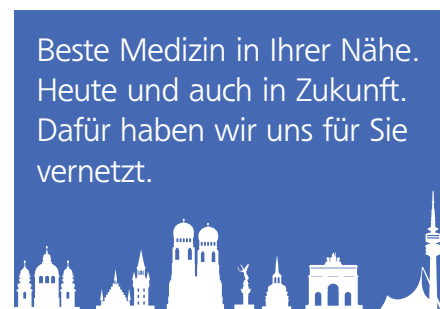 Beste Medizin in Ihrer Nähe.
Heute und auch in Zukunft.
Dafür haben wir uns für Sie
vernetzt.